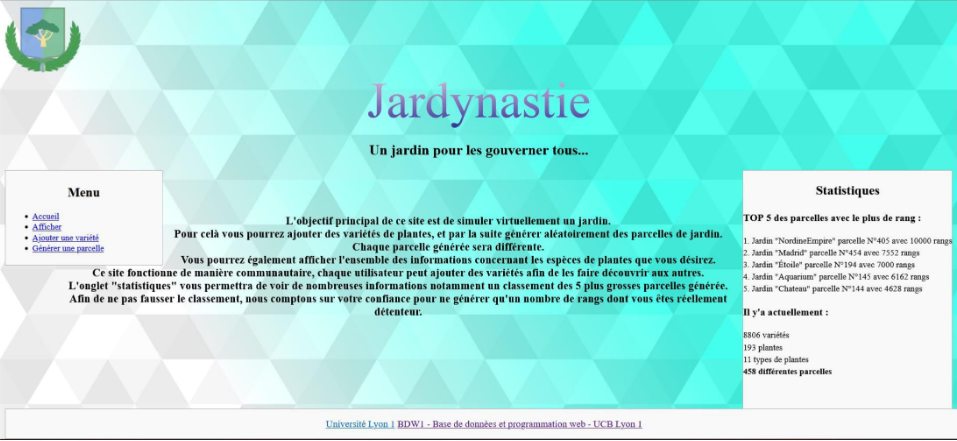 Jardynastie
Un jardin pour les gouverner tous...
Menu
Accueil
Afficher
Ajouter une variété
Générer une parcelle
L'objectif principal de ce site est de simuler virtuellement un jardin.
Pour celà vous pourrez ajouter des variétés de plantes, et par la suite générer aléatoirement des parcelles de jardin.
Chaque parcelle générée sera différente.
Vous pourrez également afficher l'ensemble des informations concernant les espèces de plantes que vous désirez.
Ce site fonctionne de manière communautaire, chaque utilisateur peut ajouter des variétés afin de les faire découvrir aux autres.
L'onglet "statistiques" vous permettra de voir de nombreuses informations notamment un classement des 5 plus grosses parcelles générée.
Afin de ne pas fausser le classement, nous comptons sur votre confiance pour ne générer qu'un nombre de rangs dont vous êtes réellement
détenteur.
Statistiques
TOP 5 des parcelles avec le plus de rang :
1. Jardin "NordineEmpire" parcelle N°405 avec 10000 rangs
2. Jardin "Madrid" parcelle N°454 avec 7552 rangs
3. Jardin "Étoile" parcelle N°194 avec 7000 rangs
4. Jardin "Aquarium" parcelle N°145 avec 6162 rangs
5. Jardin "Chateau" parcelle N°144 avec 4628 rangs
Il y'a actuellement :
8806 variétés
193 plantes
11 types de plantes
458 différentes parcelles
Université Lyon 1 BDW1 - Base de données et programmation web - UCB Lyon 1